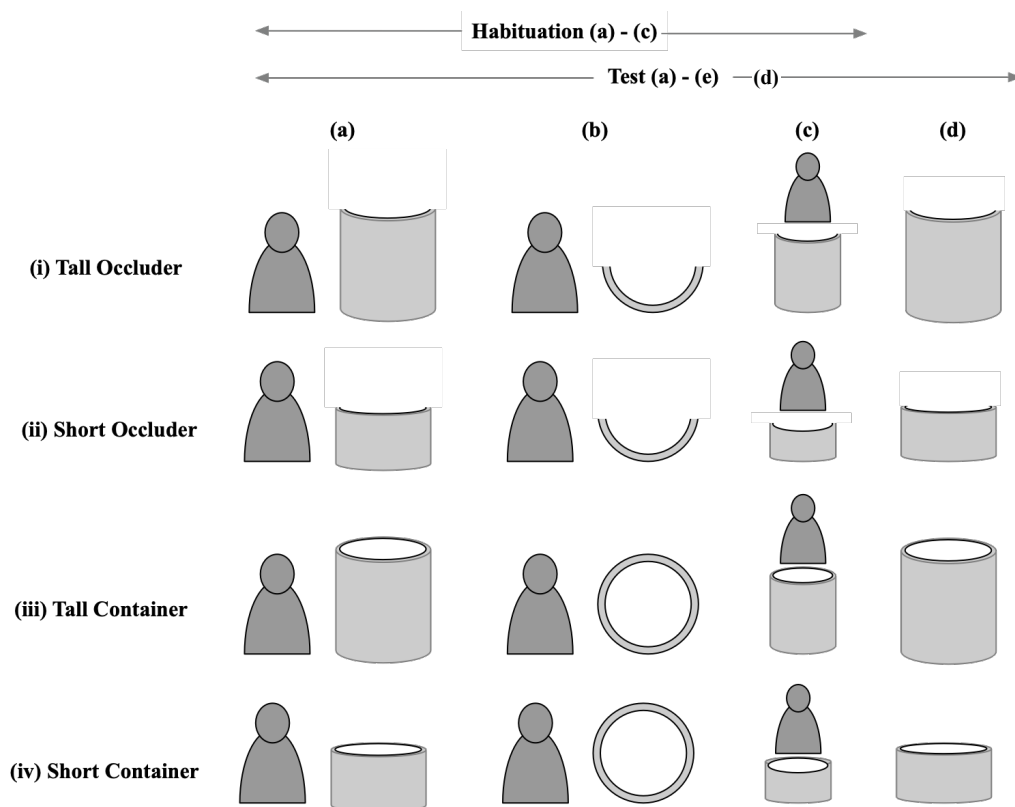 Habituation (a) - (c)
Test (a) - (e) (d)
(a) (b) (c) (d)
(i) Tall Occluder
(ii) Short Occluder
(iii) Tall Container
(iv) Short Container